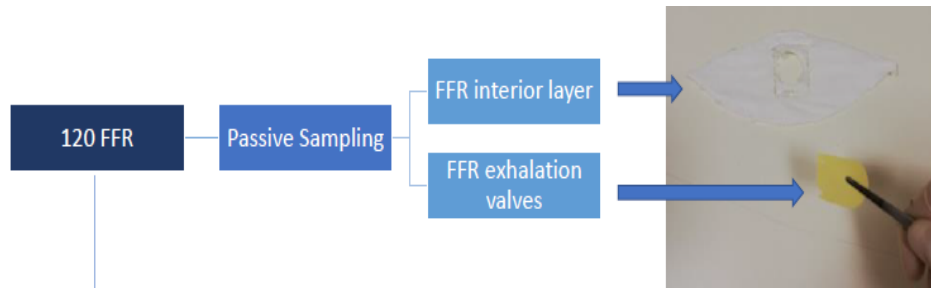 120 FFR
Passive Sampling
FFR interior layer
FFR exhalation
valves